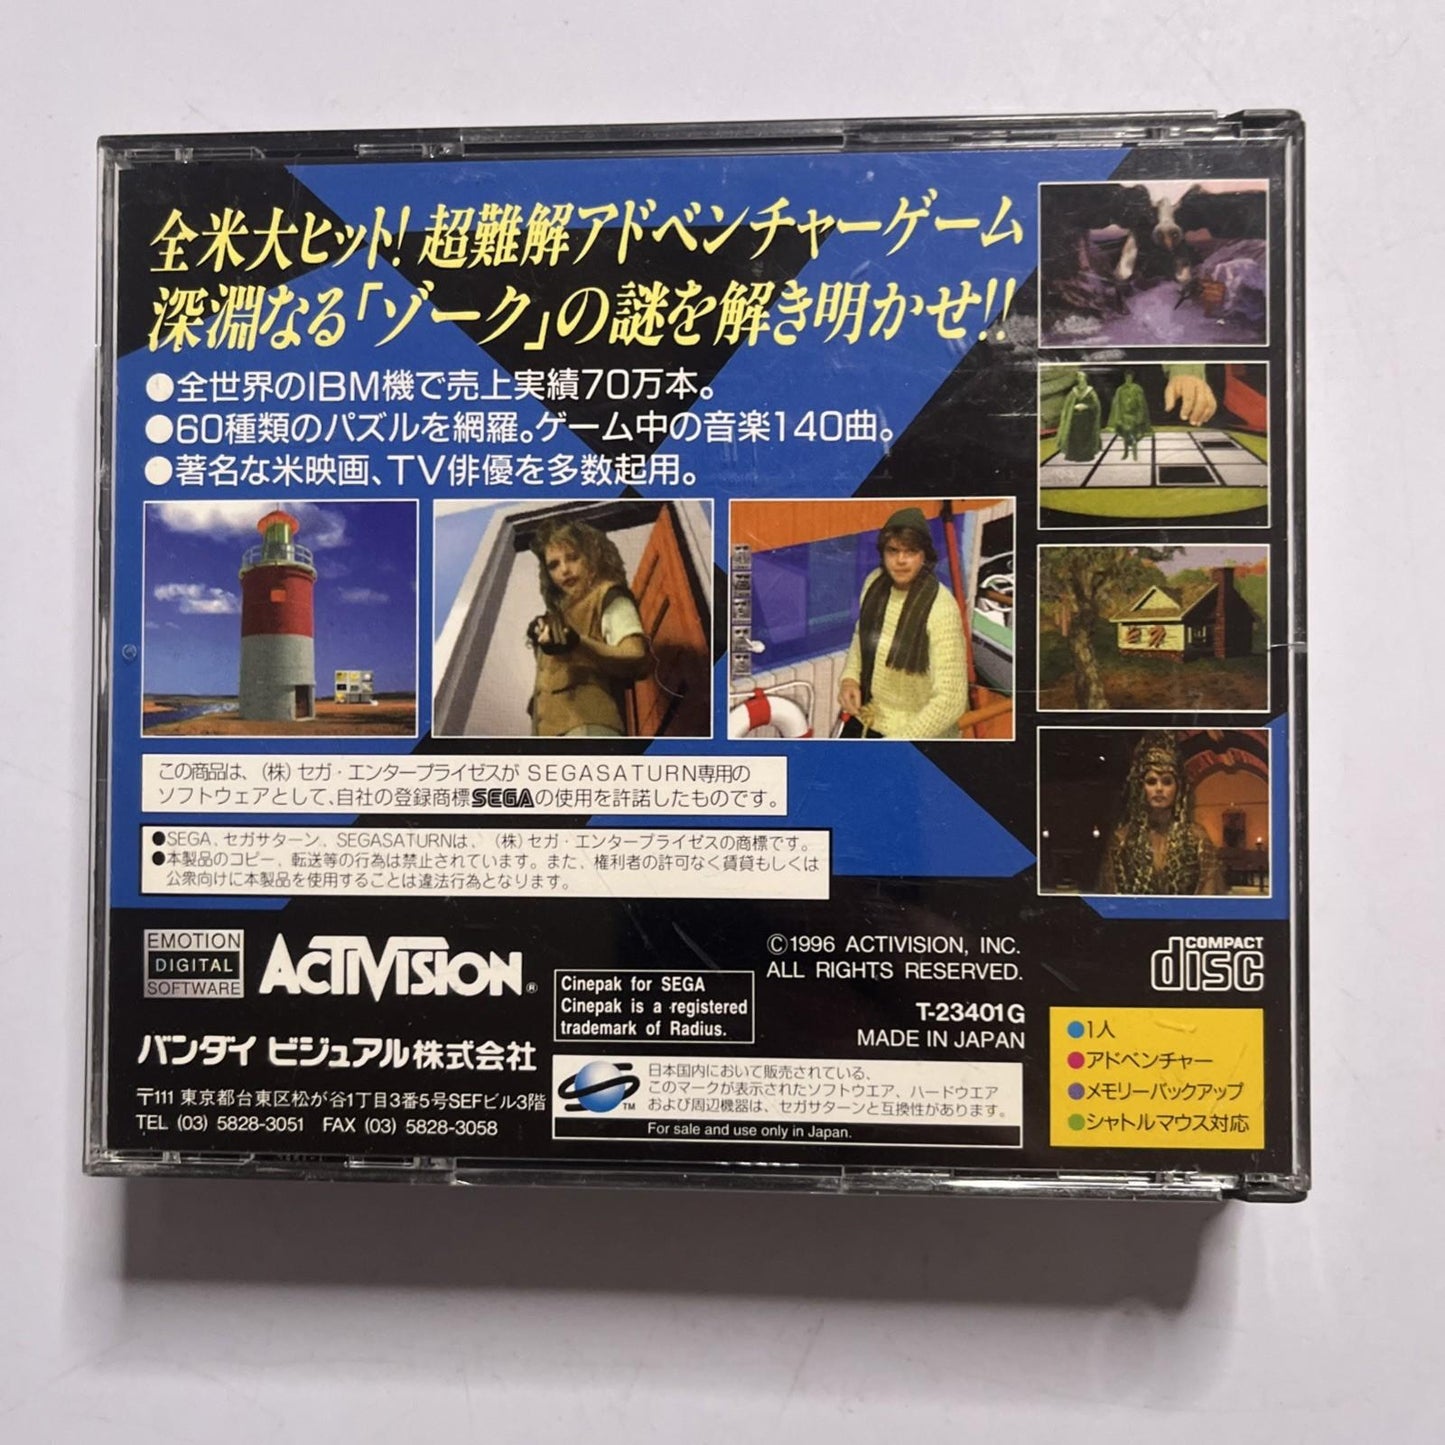 全米大ヒット!超難解アドベンチャーゲーム
深淵なる「ゾーク」の謎を解き明かせ!!
●全世界のIBM機で売上実績70万本。
●60種類のパズルを網羅。ゲーム中の音楽140曲。
●著名な米映画、TV俳優を多数起用。
この商品は、(株)セガ・エンタープライゼスがSEGASATURN専用の
ソフトウェアとして、自社の登録商標SEGAの使用を許諾したものです。
●SEGA、セガサターン、SEGASATURNは、(株)セガ・エンタープライゼスの商標です。
●本製品のコピー、転送等の行為は禁止されています。また、権利者の許可なく賃貸もしくは
公衆向けに本製品を使用することは違法行為となります。
EMOTION
DIGITAL
SOFTWARE
ACTIVISION®
Cinepak for SEGA
Cinepak is a registered
trademark of Radius.
©1996 ACTIVISION, INC.
ALL RIGHTS RESERVED.
T-23401G
MADE IN JAPAN
COMPACT
disc
バンダイ ビジュアル株式会社
〒111 東京都台東区松が谷1丁目3番5号SEFビル3階
TEL (03) 5828-3051 FAX (03) 5828-3058
TM
日本国内において販売されている、
このマークが表示されたソフトウエア、ハードウエア
および周辺機器は、セガサターンと互換性があります。
For sale and use only in Japan.
●1人
●アドベンチャー
●メモリーバックアップ
●シャトルマウス対応